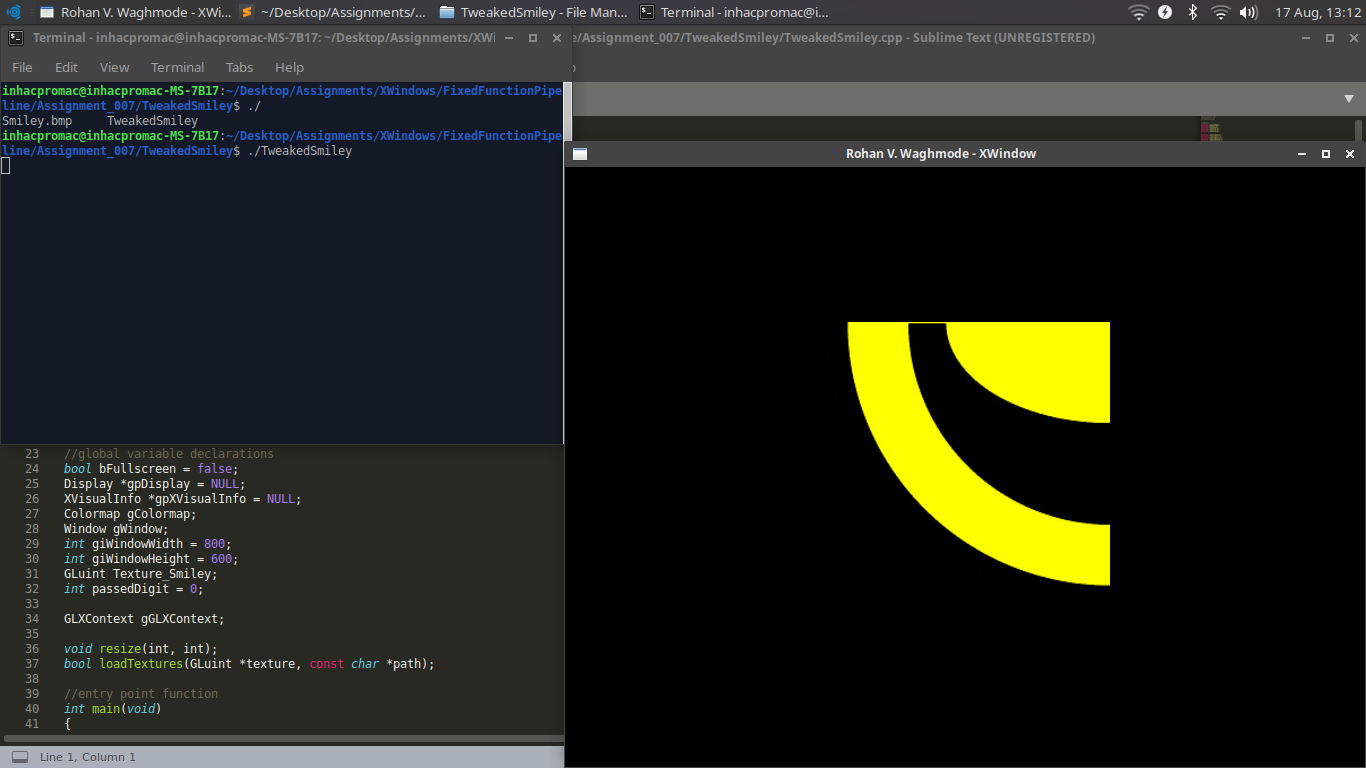 Rohan V. Waghmode - XWi...
~/Desktop/Assignments/...
TweakedSmiley - File Man...
Terminal - inhacpromac@i...
17 Aug, 13:12
Terminal - inhacpromac@inhacpromac-MS-7B17: ~/Desktop/Assignments/XWi
e/Assignment_007/TweakedSmiley/TweakedSmiley.cpp - Sublime Text (UNREGISTERED)
File Edit View Terminal Tabs Help
inhacpromac@inhacpromac-MS-7B17:~/Desktop/Assignments/XWindows/FixedFunctionPipe
line/Assignment_007/TweakedSmiley$ ./
Smiley.bmp TweakedSmiley
inhacpromac@inhacpromac-MS-7B17:~/Desktop/Assignments/XWindows/FixedFunctionPipe
line/Assignment_007/TweakedSmiley$ ./TweakedSmiley
Rohan V. Waghmode - XWindow
23 //global variable declarations
24 bool bFullscreen = false;
25 Display *gpDisplay = NULL;
26 XVisualInfo *gpXVisualInfo = NULL;
27 Colormap gColormap;
28 Window gWindow;
29 int giWindowWidth = 800;
30 int giWindowHeight = 600;
31 GLuint Texture_Smiley;
32 int passedDigit = 0;
33
34 GLXContext gGLXContext;
35
36 void resize(int, int);
37 bool loadTextures(GLuint *texture, const char *path);
38
39 //entry point function
40 int main(void)
41 {
Line 1, Column 1